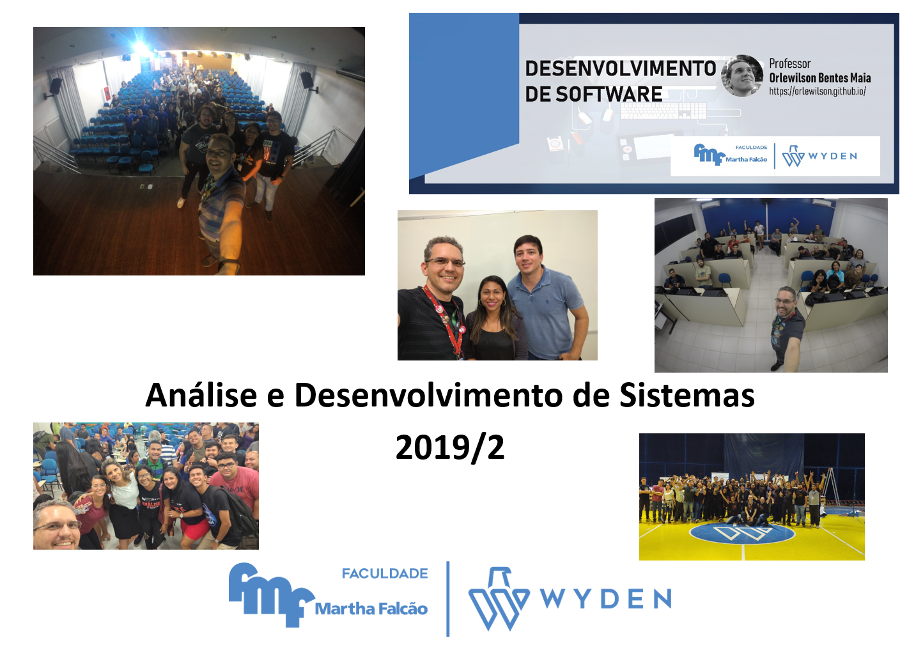 DESENVOLVIMENTO
DE SOFTWARE
Professor
Orlewilson Bentes Maia
https://orlewilson.github.io/
fmf
FACULDADE
Martha Falcão
WYDEN
Análise e Desenvolvimento de Sistemas
2019/2
fmf
FACULDADE
Martha Falcão
WYDEN